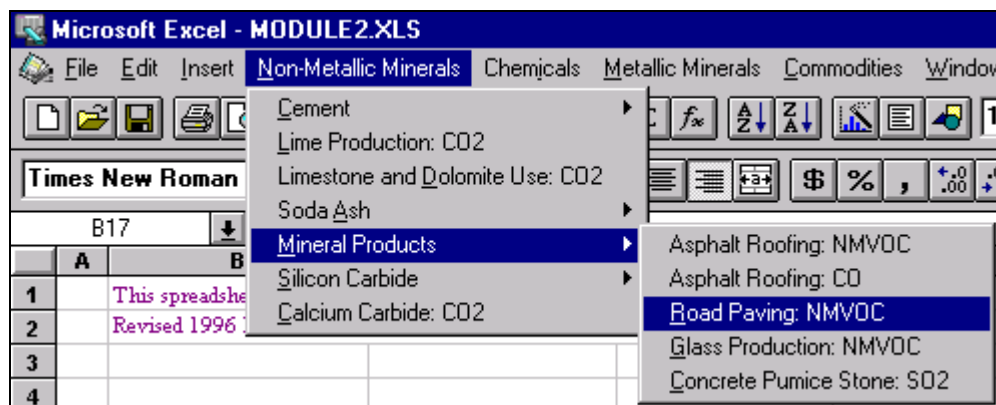 Microsoft Excel - MODULE2.XLS
File Edit Insert Non-Metallic Minerals Chemicals Metallic Minerals Commodities Window
Cement
Lime Production: CO2
Limestone and Dolomite Use: CO2
Soda Ash
Mineral Products
Silicon Carbide
Calcium Carbide: CO2
Times New Roman
$ % ,
B17
Asphalt Roofing: NMVOC
Asphalt Roofing: CO
Road Paving: NMVOC
Glass Production: NMVOC
Concrete Pumice Stone: SO2
A B
1 This spreadshe
2 Revised 1996
3
4